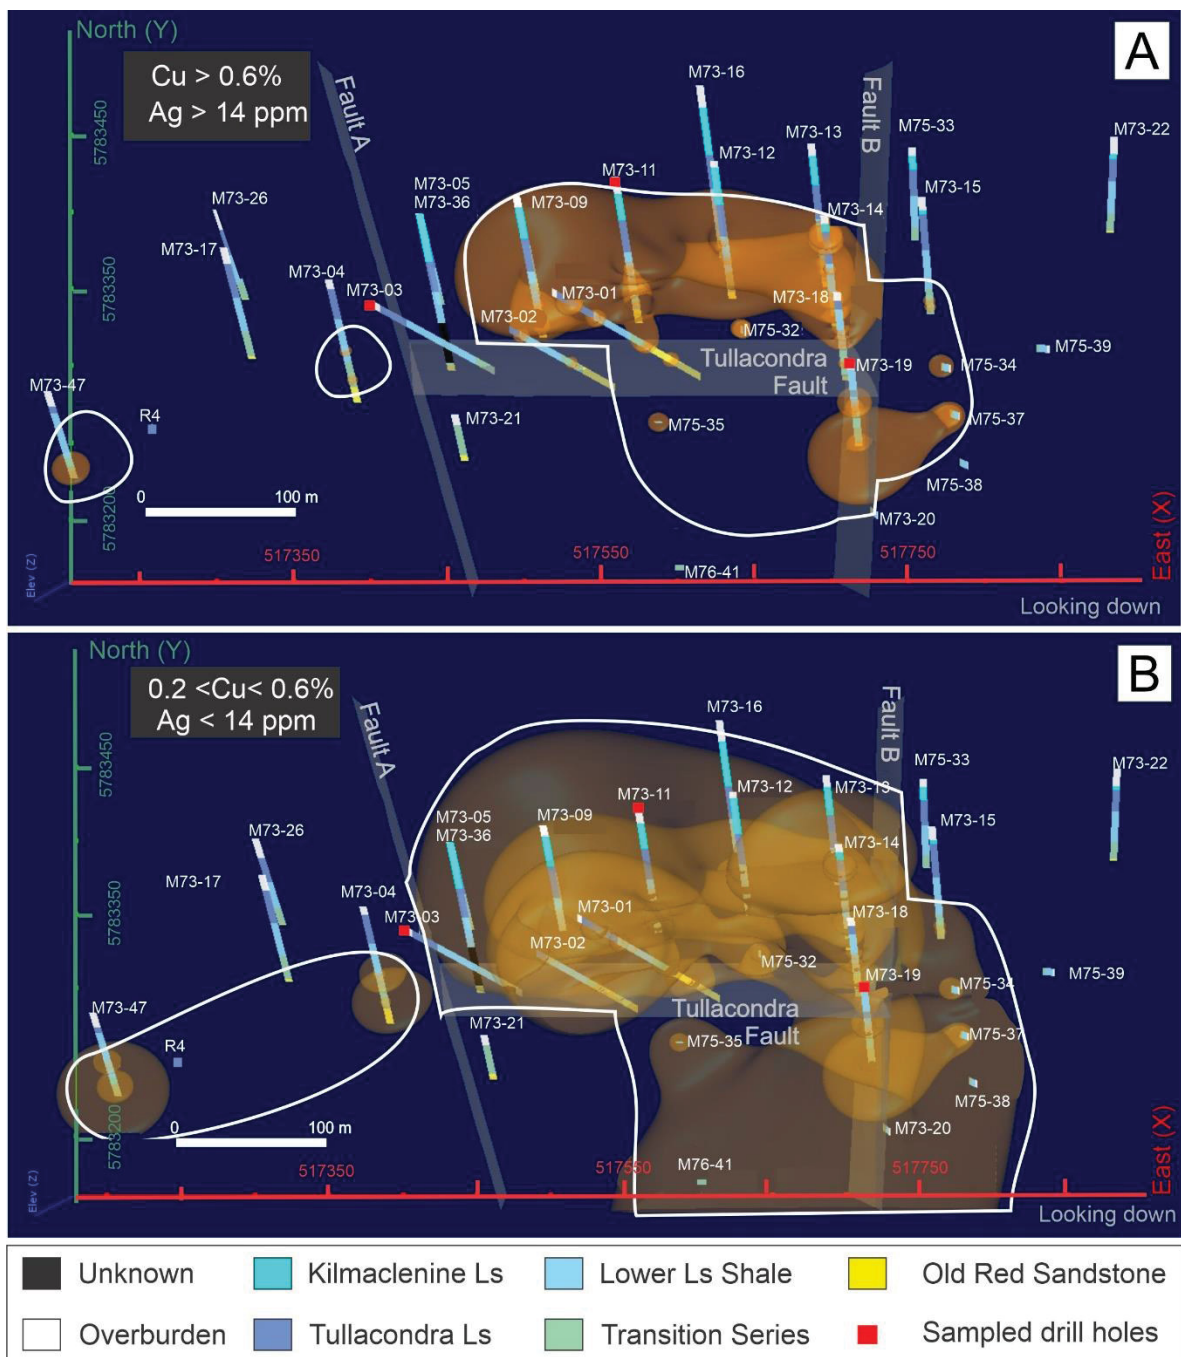 North (Y)
A
Cu > 0.6%
Ag > 14 ppm
Fault A
Fault B
5783450
5783350
5783200
M73-16
M73-13
M75-33
M73-22
M73-12
M73-11
M73-05
M73-36
M73-09
M73-15
M73-26
M73-14
M73-17
M73-04
M73-03
M73-01
M73-18
M73-02
M75-32
M75-39
Tullacondra
Fault
M73-19
M75-34
M73-47
R4
M73-21
M75-35
M75-37
M75-38
0
100 m
M73-20
517350
517550
517750
M76-41
Elev (Z)
East (X)
Looking down
North (Y)
B
0.2 <Cu< 0.6%
Ag < 14 ppm
Fault A
Fault B
5783450
5783350
5783200
M73-16
M75-33
M73-22
M73-13
M73-12
M73-11
M73-05
M73-36
M73-09
M73-15
M73-26
M73-14
M73-17
M73-04
M73-03
M73-01
M73-18
M73-02
M75-32
M73-19
M75-34
M75-39
Tullacondra
Fault
M73-47
R4
M73-21
M75-35
M75-37
M75-38
0
100 m
M73-20
517350
517550
517750
M76-41
Elev (Z)
East (X)
Looking down
Unknown
Kilmaclenine Ls
Lower Ls Shale
Old Red Sandstone
Overburden
Tullacondra Ls
Transition Series
Sampled drill holes